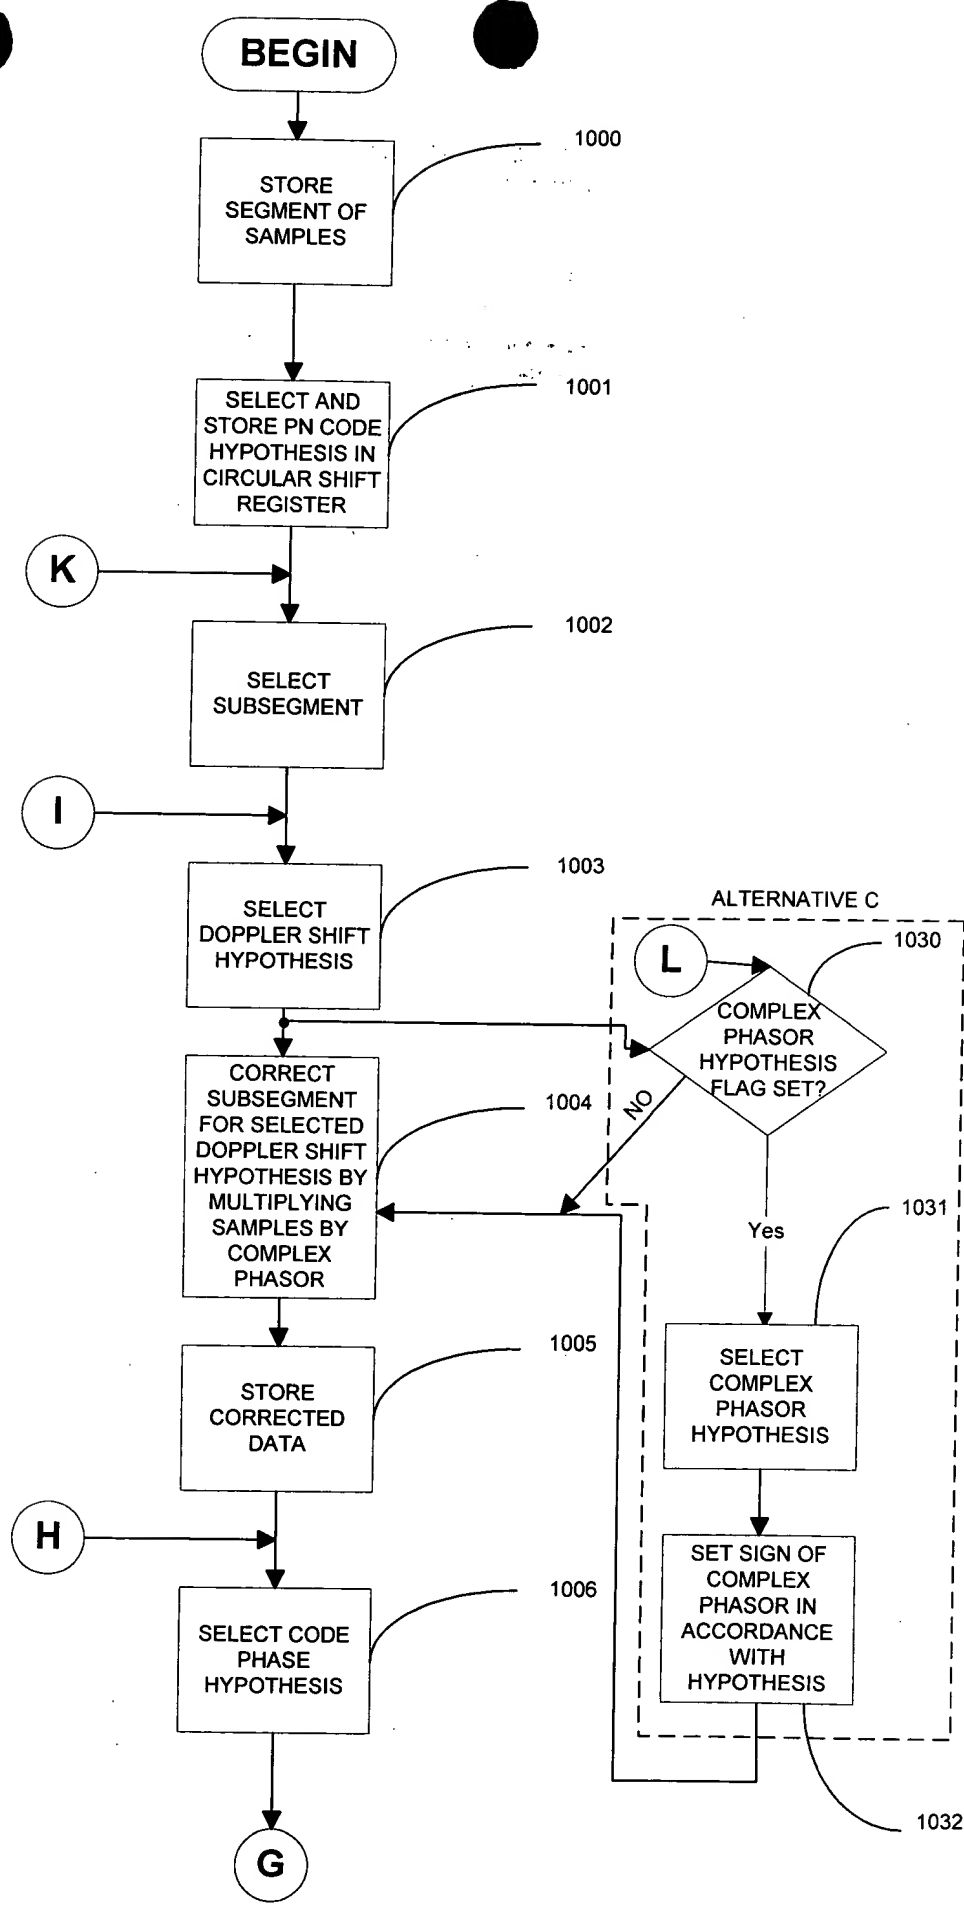 BEGIN
1000
STORE
SEGMENT OF
SAMPLES
1001
SELECT AND
STORE PN CODE
HYPOTHESIS IN
CIRCULAR SHIFT
REGISTER
K
1002
SELECT
SUBSEGMENT
I
1003
SELECT
DOPPLER SHIFT
HYPOTHESIS
ALTERNATIVE C
L
1030
COMPLEX
PHASOR
HYPOTHESIS
FLAG SET?
NO
CORRECT
SUBSEGMENT
FOR SELECTED
DOPPLER SHIFT
HYPOTHESIS BY
MULTIPLYING
SAMPLES BY
COMPLEX
PHASOR
1004
Yes
1031
SELECT
COMPLEX
PHASOR
HYPOTHESIS
1005
STORE
CORRECTED
DATA
H
SET SIGN OF
COMPLEX
PHASOR IN
ACCORDANCE
WITH
HYPOTHESIS
1032
1006
SELECT CODE
PHASE
HYPOTHESIS
G